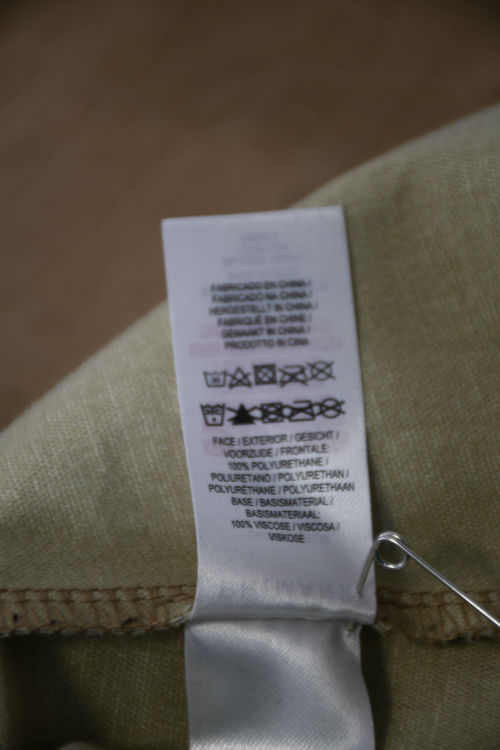 FABRICADO EN CHINA /
FABRICADO NA CHINA /
HERGESTELLT IN CHINA /
FABRIQUÉ EN CHINE /
GEMAAKT IN CHINA /
PRODOTTO IN CINA
30
FACE / EXTERIOR / GESICHT /
VOORZIJDE / FRONTALE:
100% POLYURETHANE /
POLIURETANO / POLYURETHAN /
POLYURÉTHANE / POLYURETHAAN
BASE / BASISMATERIAL /
BASISMATERIAAL:
100% VISCOSE / VISCOSA /
VISKOSE